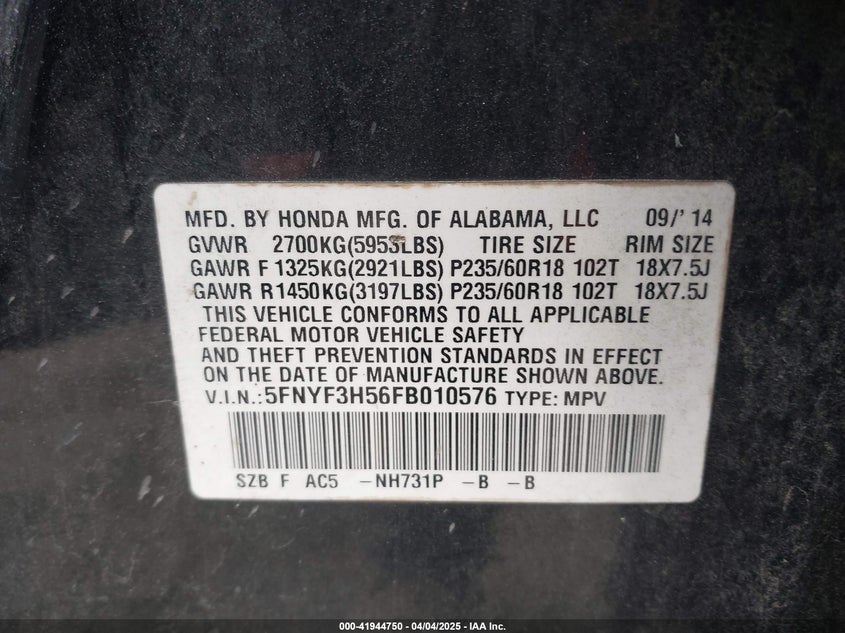 MFD. BY HONDA MFG. OF ALABAMA, LLC 09/'14
GVWR 2700KG(5953LBS) TIRE SIZE RIM SIZE
GAWR F 1325KG(2921LBS) P235/60R18 102T 18X7.5J
GAWR R1450KG(3197LBS) P235/60R18 102T 18X7.5J
THIS VEHICLE CONFORMS TO ALL APPLICABLE
FEDERAL MOTOR VEHICLE SAFETY
AND THEFT PREVENTION STANDARDS IN EFFECT
ON THE DATE OF MANUFACTURE SHOWN ABOVE.
V.I.N.:5FNYF3H56FB010576 TYPE: MPV
SZB F AC5 -NH731P -B -B
000-41944750 - 04/04/2025 - IAA Inc.